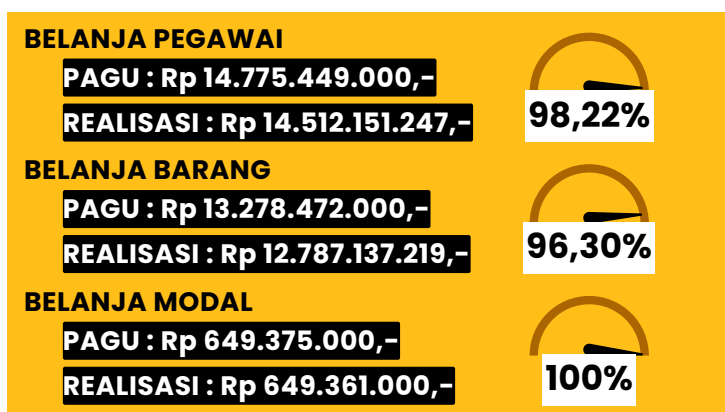 BELANJA PEGAWAI
PAGU : Rp 14.775.449.000,-
REALISASI : Rp 14.512.151.247,-
98,22%
BELANJA BARANG
PAGU : Rp 13.278.472.000,-
REALISASI : Rp 12.787.137.219,-
96,30%
BELANJA MODAL
PAGU : Rp 649.375.000,-
REALISASI : Rp 649.361.000,-
100%